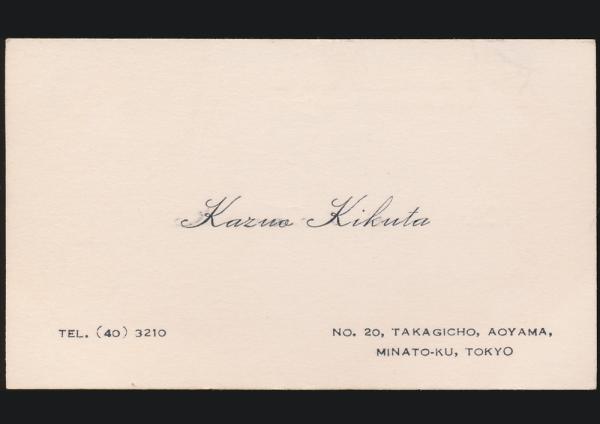 Kazuo Kikuta
TEL. (40) 3210
NO. 20, TAKAGICHO, AOYAMA,
MINATO-KU, TOKYO